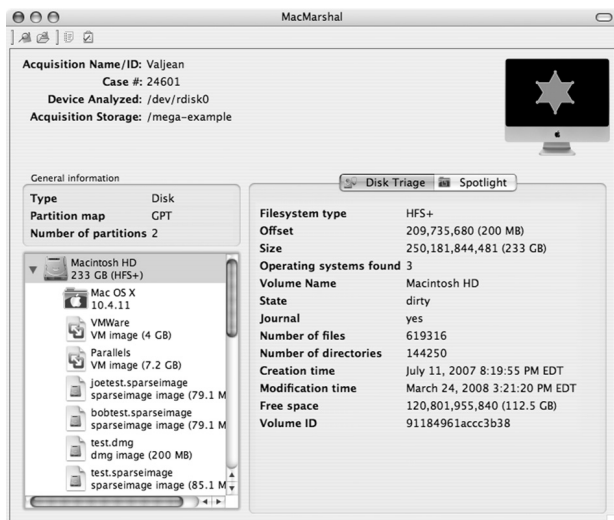 MacMarshal
Acquisition Name/ID: Valjean
Case #: 24601
Device Analyzed: /dev/rdisk0
Acquisition Storage: /mega-example
General information
Type Disk
Partition map GPT
Number of partitions 2
Macintosh HD
233 GB (HFS+)
Mac OS X
10.4.11
VMWare
VM image (4 GB)
Parallels
VM image (7.2 GB)
joetest.sparseimage
sparseimage image (79.1 M
bobtest.sparseimage
sparseimage image (79.1 M
test.dmg
dmg image (200 MB)
test.sparseimage
sparseimage image (85.1 M
Disk Triage Spotlight
Filesystem type HFS+
Offset 209,735,680 (200 MB)
Size 250,181,844,481 (233 GB)
Operating systems found 3
Volume Name Macintosh HD
State dirty
Journal yes
Number of files 619316
Number of directories 144250
Creation time July 11, 2007 8:19:55 PM EDT
Modification time March 24, 2008 3:21:20 PM EDT
Free space 120,801,955,840 (112.5 GB)
Volume ID 91184961accc3b38